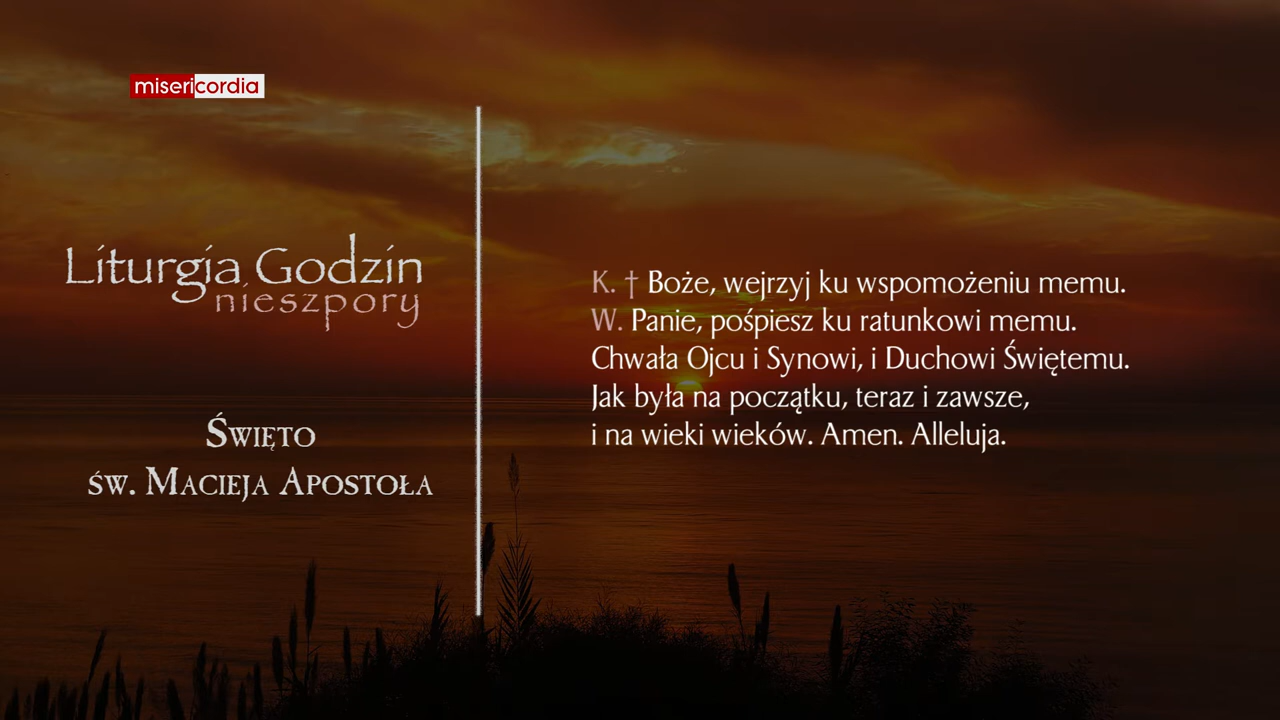 misericordia
Liturgia Godzin
nieszpory
Święto
św. Macieja Apostoła
K. † Boże, wejrzyj ku wspomożeniu memu.
W. Panie, pośpiesz ku ratunkowi memu.
Chwała Ojcu i Synowi, i Duchowi Świętemu.
Jak była na początku, teraz i zawsze,
i na wieki wieków. Amen. Alleluja.